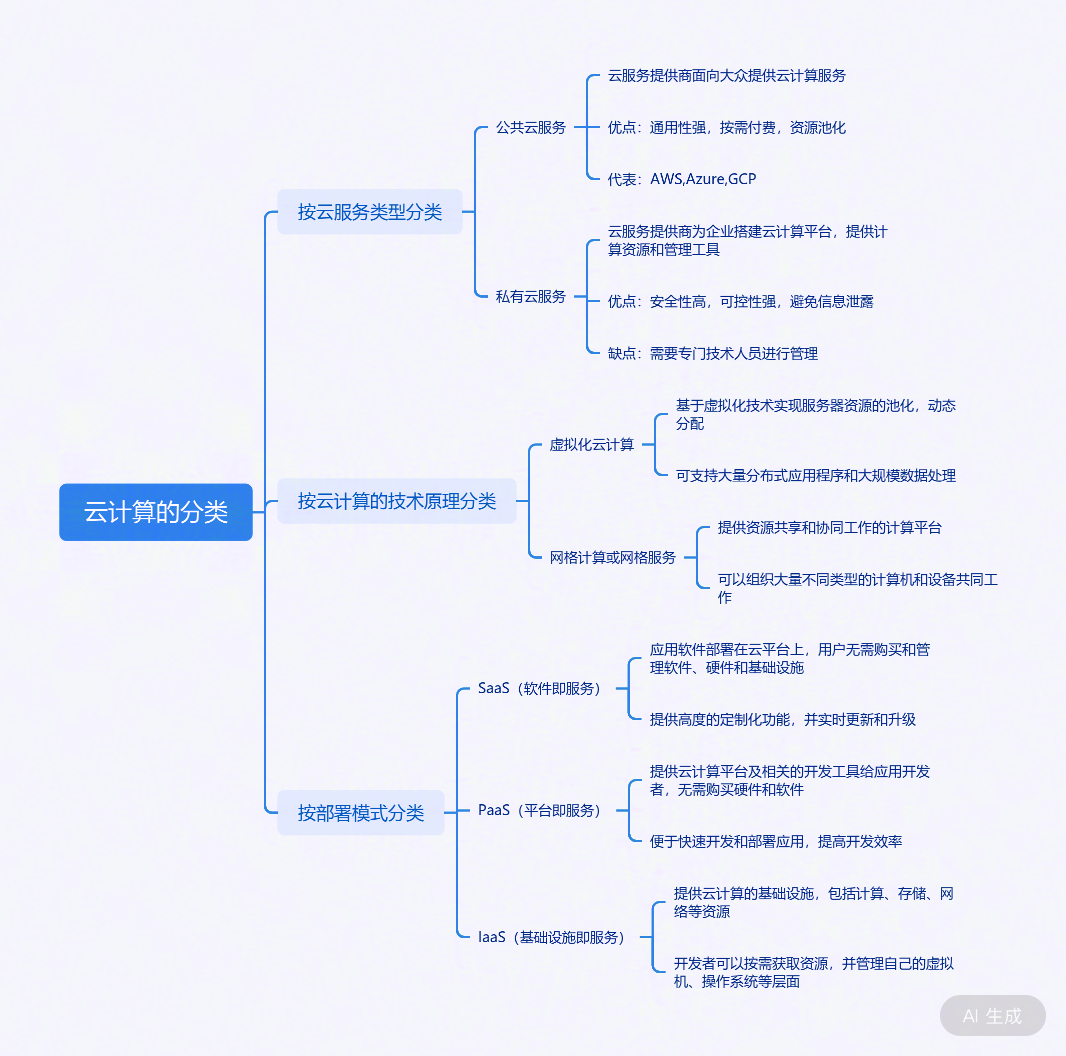 云计算的分类
按云服务类型分类
公共云服务
云服务提供商面向大众提供云计算服务
优点：通用性强，按需付费，资源池化
代表：AWS,Azure,GCP
私有云服务
云服务提供商为企业搭建云计算平台，提供计
算资源和管理工具
优点：安全性高，可控性强，避免信息泄露
缺点：需要专门技术人员进行管理
按云计算的技术原理分类
虚拟化云计算
基于虚拟化技术实现服务器资源的池化，动态
分配
可支持大量分布式应用程序和大规模数据处理
网格计算或网格服务
提供资源共享和协同工作的计算平台
可以组织大量不同类型的计算机和设备共同工
作
按部署模式分类
SaaS（软件即服务）
应用软件部署在云平台上，用户无需购买和管
理软件、硬件和基础设施
提供高度的定制化功能，并实时更新和升级
PaaS（平台即服务）
提供云计算平台及相关的开发工具给应用开发
者，无需购买硬件和软件
便于快速开发和部署应用，提高开发效率
IaaS（基础设施即服务）
提供云计算的基础设施，包括计算、存储、网
络等资源
开发者可以按需获取资源，并管理自己的虚拟
机、操作系统等层面
AI 生成